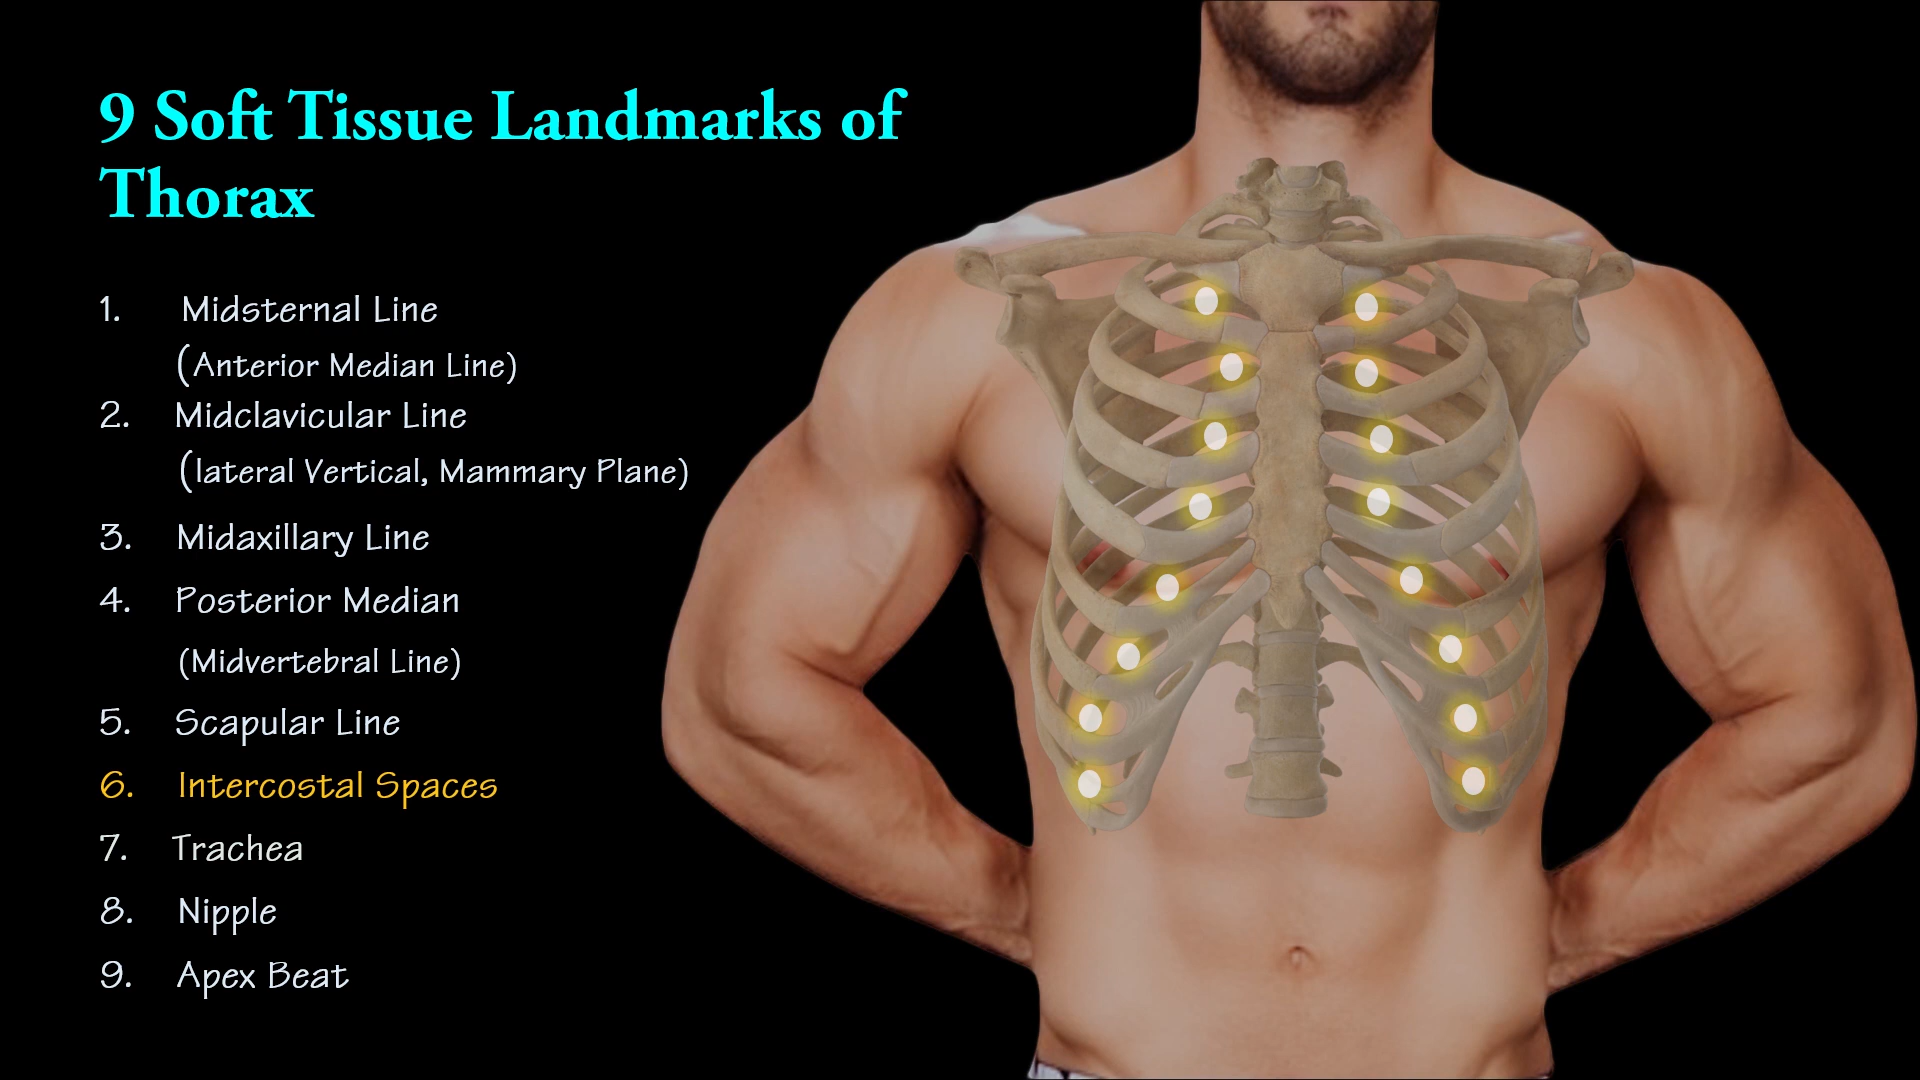 9 Soft Tissue Landmarks of
Thorax
1. Midsternal Line
(Anterior Median Line)
2. Midclavicular Line
(lateral Vertical, Mammary Plane)
3. Midaxillary Line
4. Posterior Median
(Midvertebral Line)
5. Scapular Line
6. Intercostal Spaces
7. Trachea
8. Nipple
9. Apex Beat